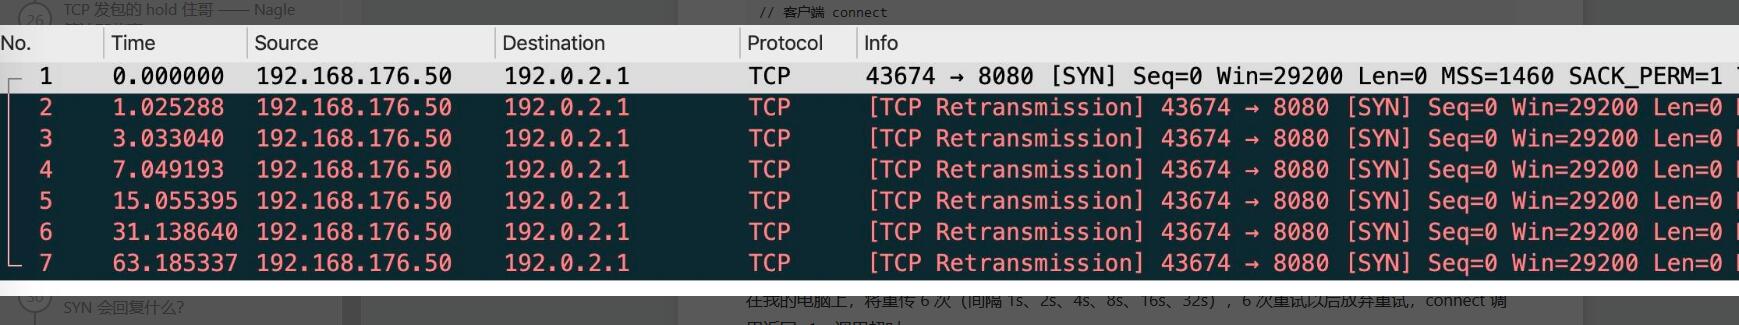 26
TCP 发包的 hold 住哥 —— Nagle
// 客户端 connect
No. Time Source Destination Protocol Info
1 0.000000 192.168.176.50 192.0.2.1 TCP 43674 → 8080 [SYN] Seq=0 Win=29200 Len=0 MSS=1460 SACK_PERM=1
2 1.025288 192.168.176.50 192.0.2.1 TCP [TCP Retransmission] 43674 → 8080 [SYN] Seq=0 Win=29200 Len=0
3 3.033040 192.168.176.50 192.0.2.1 TCP [TCP Retransmission] 43674 → 8080 [SYN] Seq=0 Win=29200 Len=0
4 7.049193 192.168.176.50 192.0.2.1 TCP [TCP Retransmission] 43674 → 8080 [SYN] Seq=0 Win=29200 Len=0
5 15.055395 192.168.176.50 192.0.2.1 TCP [TCP Retransmission] 43674 → 8080 [SYN] Seq=0 Win=29200 Len=0
6 31.138640 192.168.176.50 192.0.2.1 TCP [TCP Retransmission] 43674 → 8080 [SYN] Seq=0 Win=29200 Len=0
7 63.185337 192.168.176.50 192.0.2.1 TCP [TCP Retransmission] 43674 → 8080 [SYN] Seq=0 Win=29200 Len=0
在我的电脑上，将重传 6 次（间隔 1s、2s、4s、8s、16s、32s），6 次重试以后放弃重试，connect 调
SYN 会回复什么?